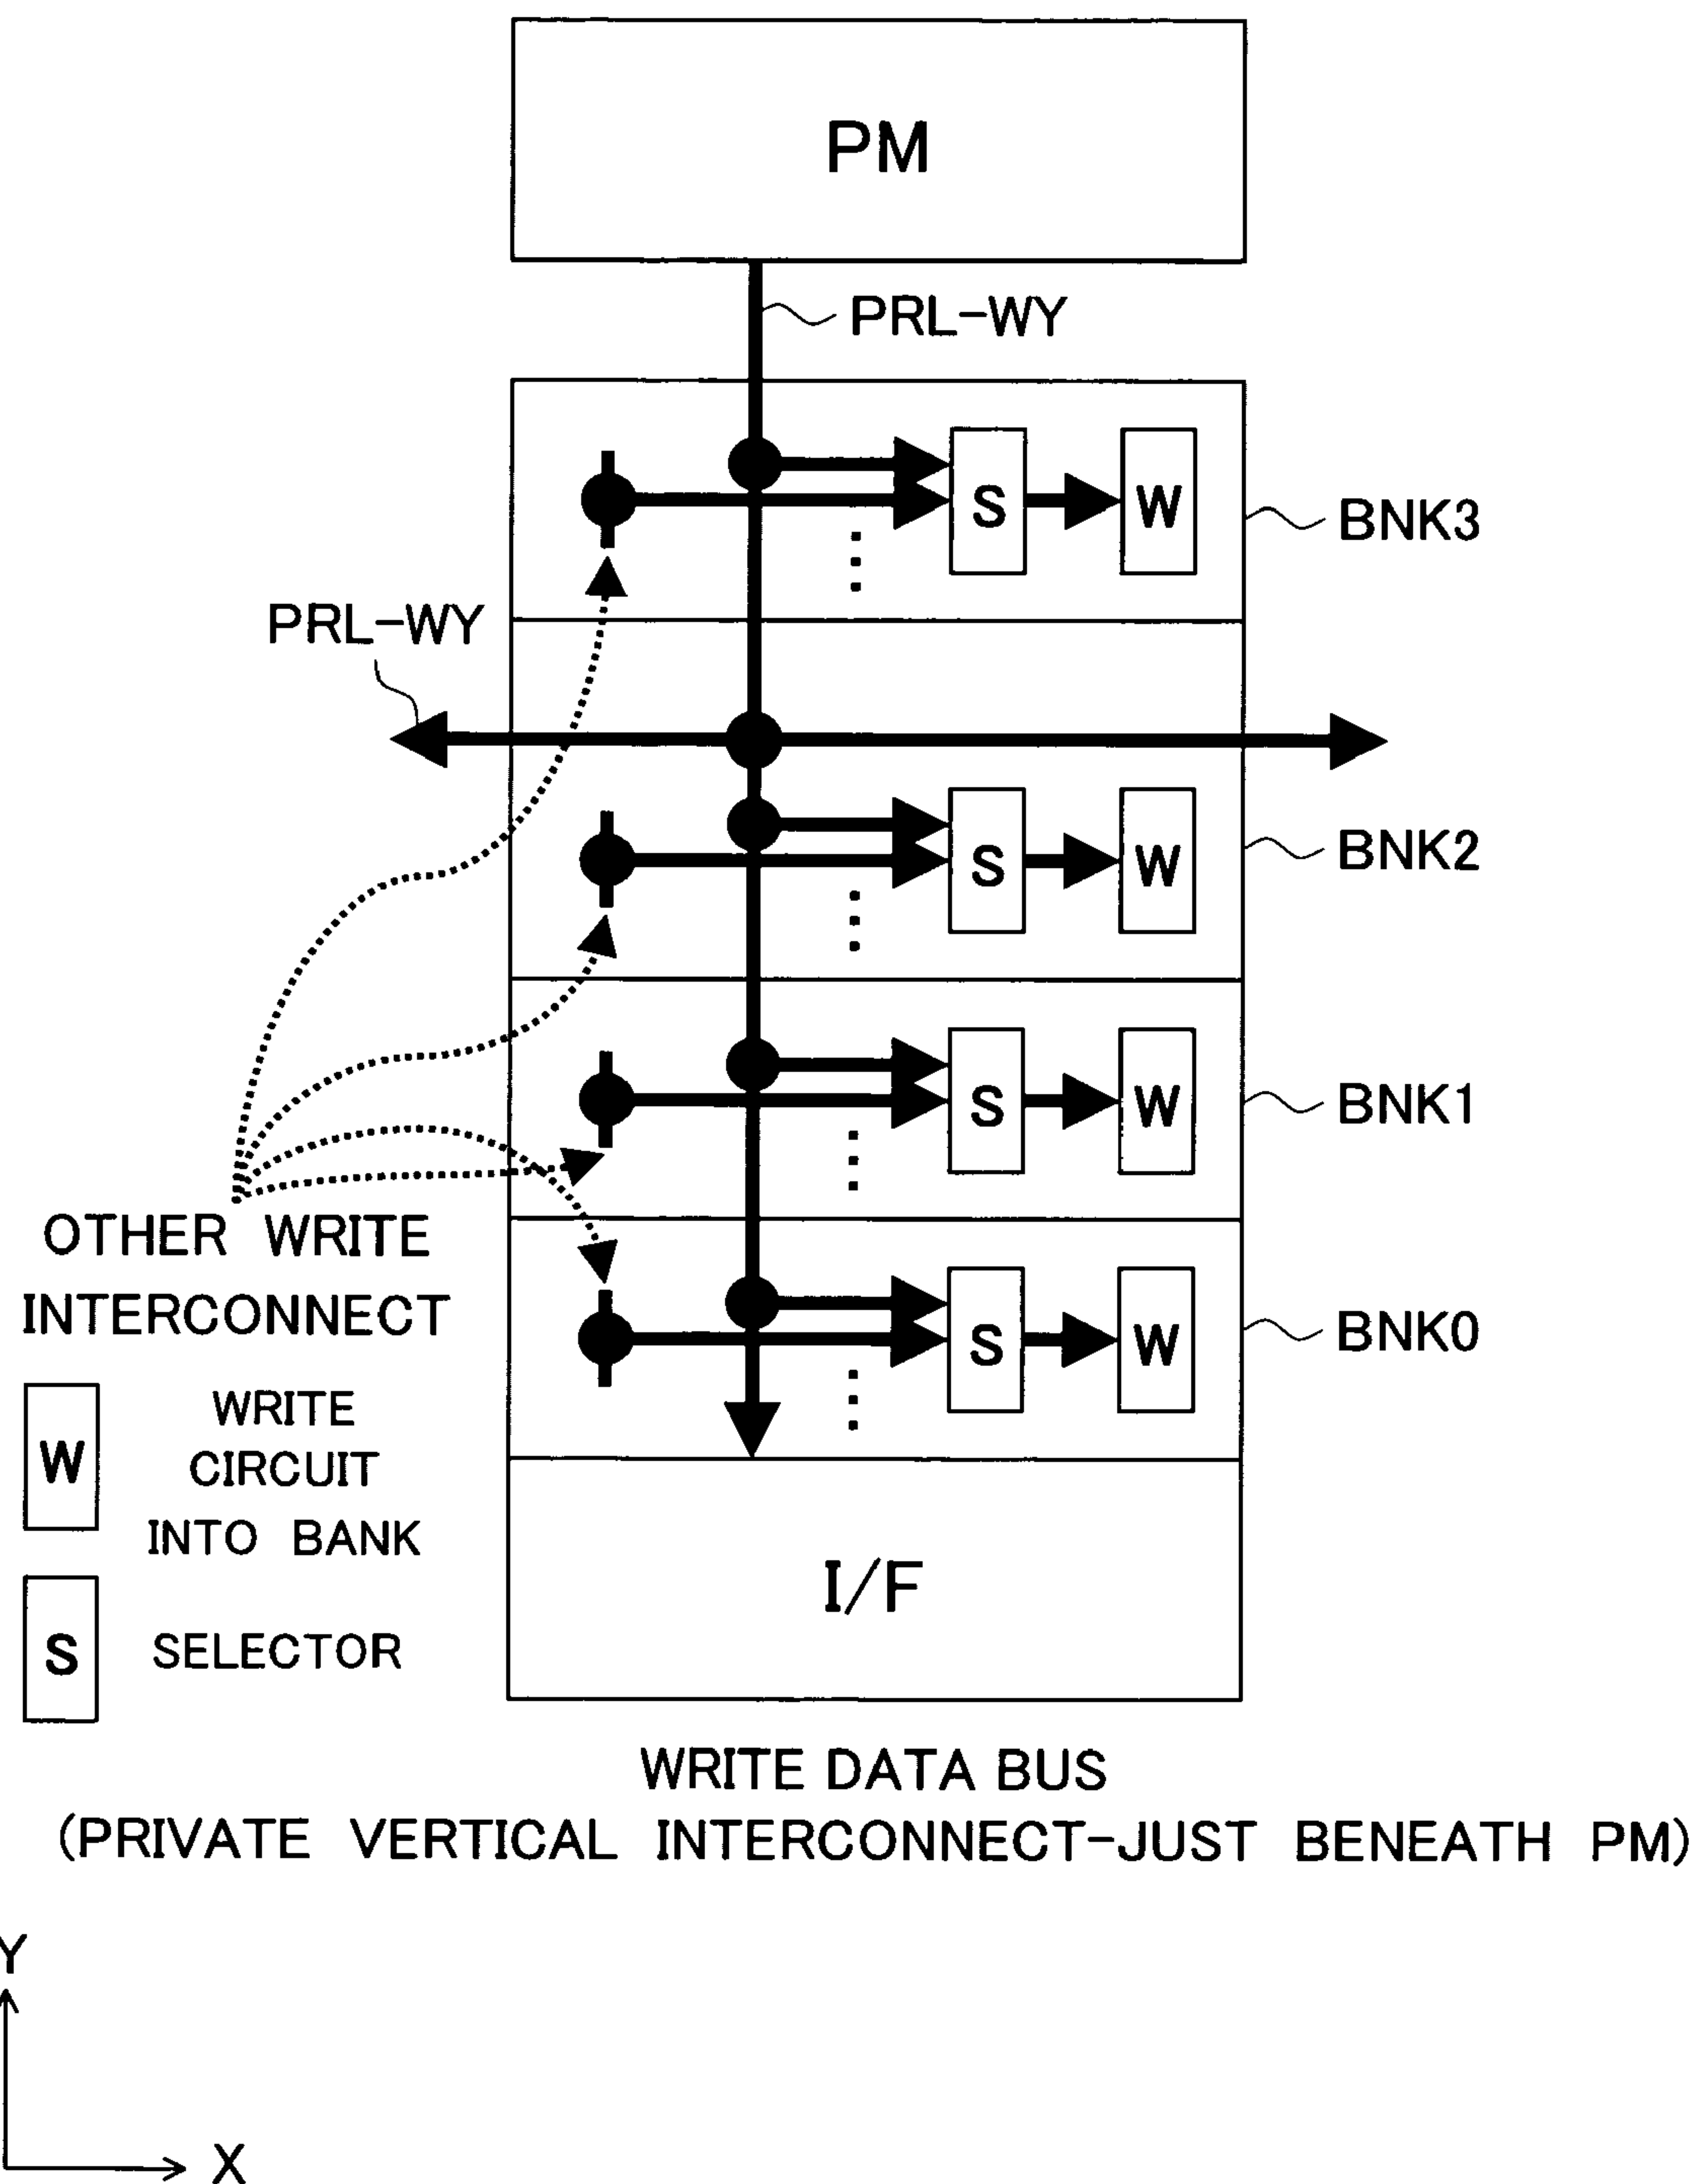 PM
PRL-WY
S
W
BNK3
PRL-WY
S
W
BNK2
S
W
BNK1
OTHER WRITE
INTERCONNECT
S
W
BNK0
W
WRITE
CIRCUIT
INTO BANK
S
SELECTOR
I/F
WRITE DATA BUS
(PRIVATE VERTICAL INTERCONNECT-JUST BENEATH PM)
Y
X